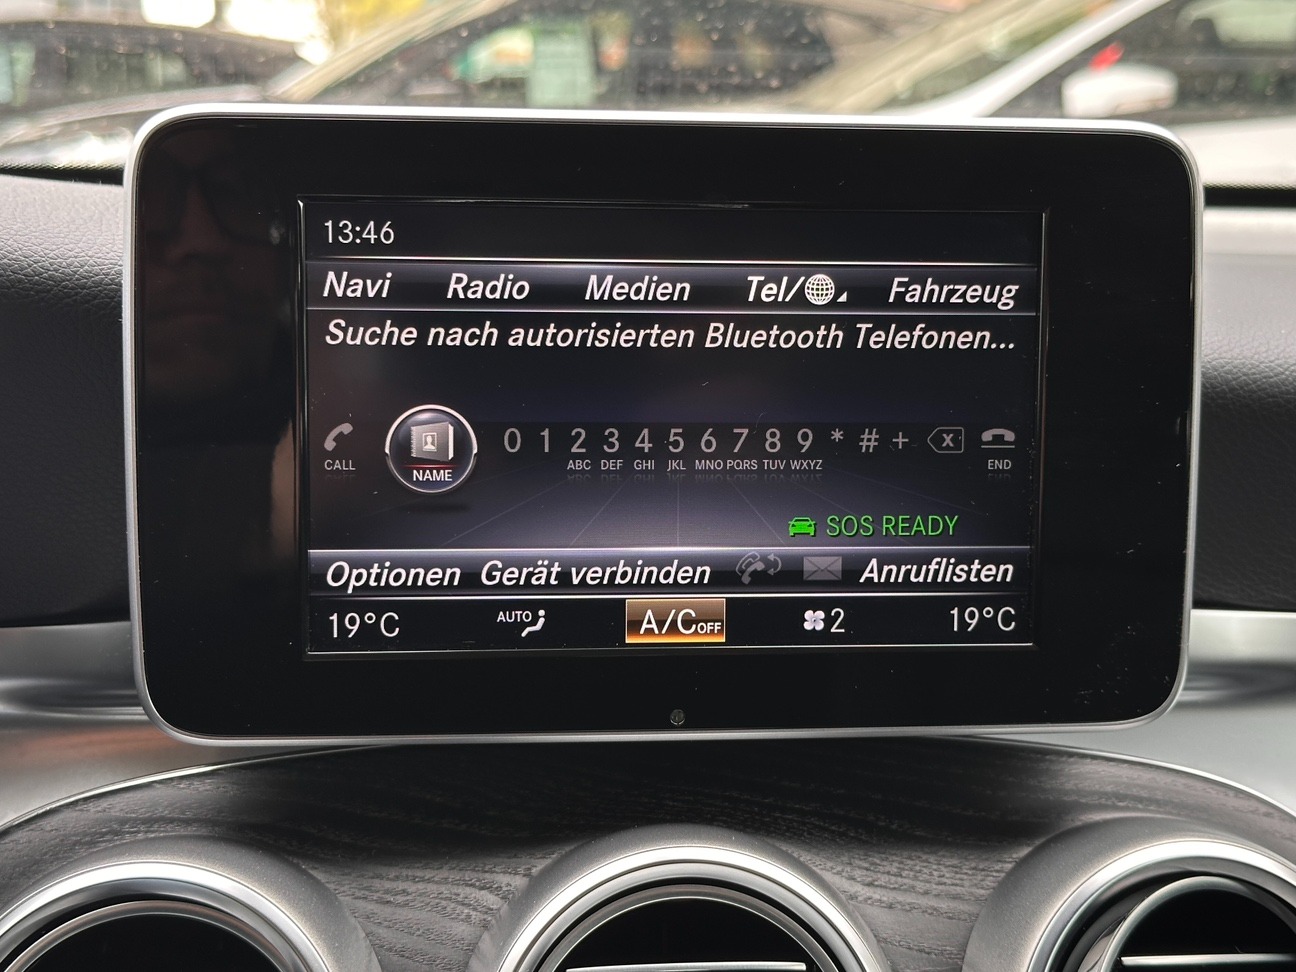 13:46
Navi Radio Medien Tel/ Fahrzeug
Suche nach autorisierten Bluetooth Telefonen...
0 1 2 3 4 5 6 7 8 9 * # + X
CALL NAME ABC DEF GHI JKL MNO PQRS TUV WXYZ END
SOS READY
Optionen Gerät verbinden Anruflisten
19°C AUTO A/C OFF 2 19°C